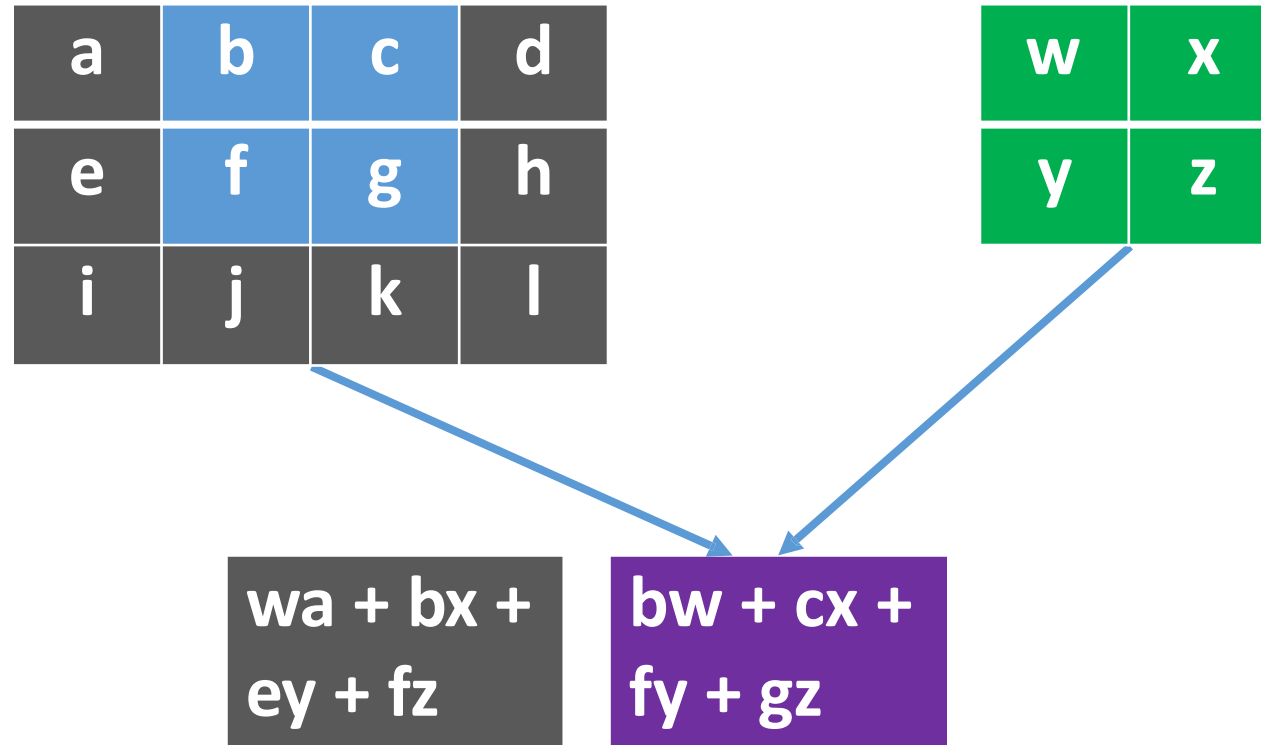 a b c d w x
e f g h y z
i j k l
wa + bx + bw + cx +
ey + fz fy + gz